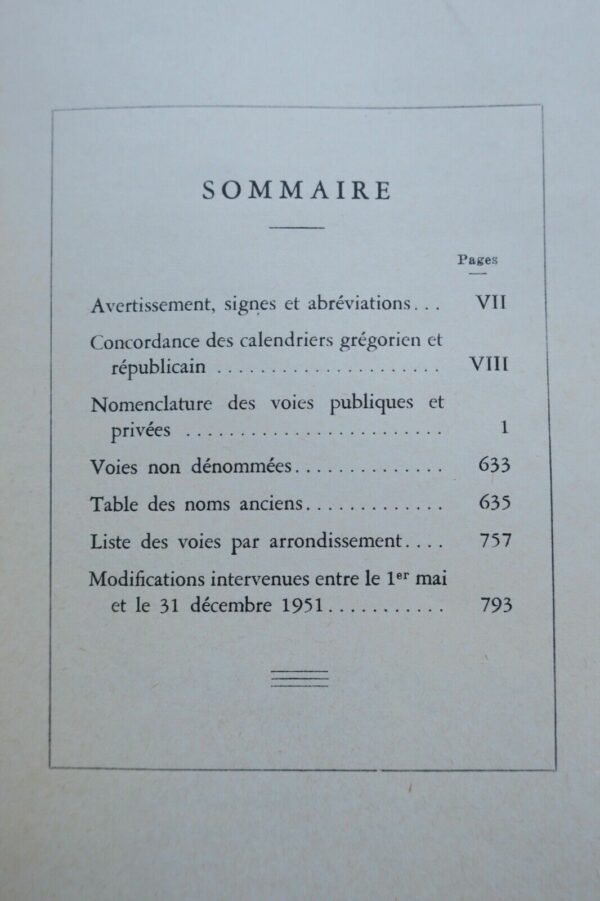 SOMMAIRE
Pages
Avertissement, signes et abréviations... VII
Concordance des calendriers grégorien et
républicain ..................... VIII
Nomenclature des voies publiques et
privées ........................ 1
Voies non dénommées.............. 633
Table des noms anciens............. 635
Liste des voies par arrondissement.... 757
Modifications intervenues entre le 1er mai
et le 31 décembre 1951........... 793